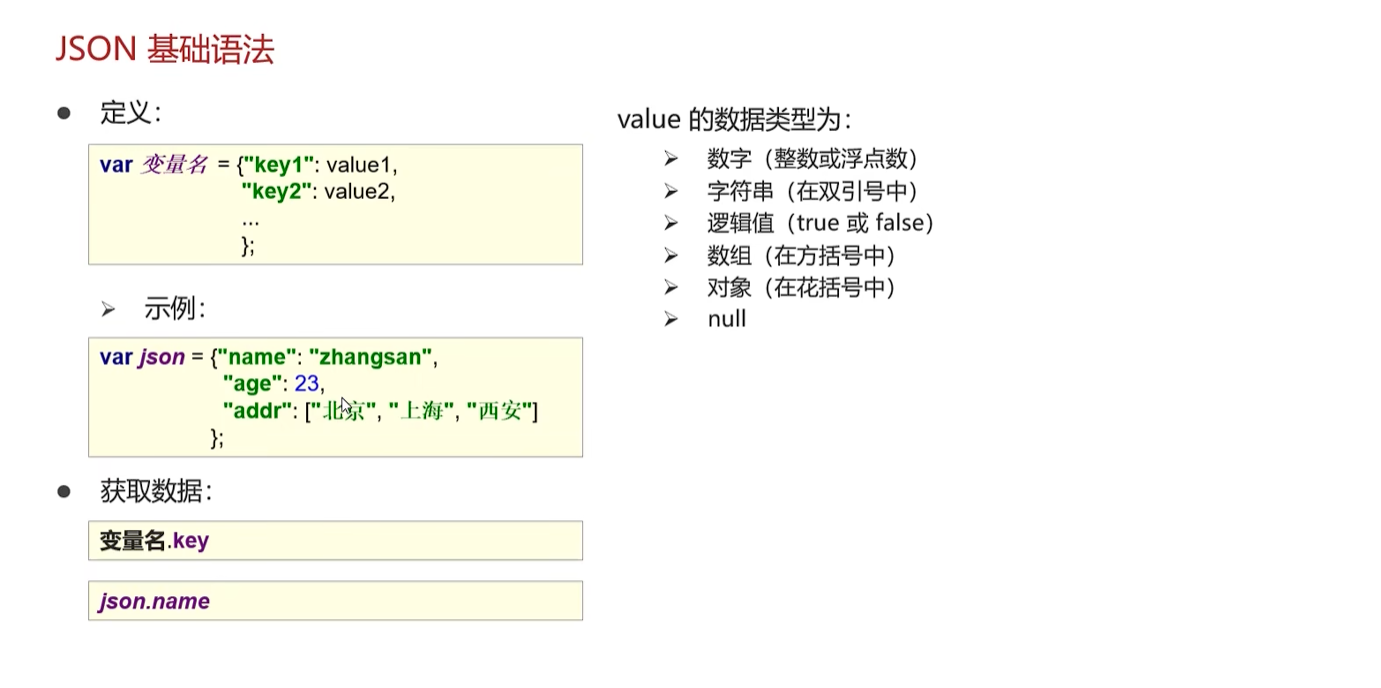 JSON 基础语法
● 定义：
var 变量名 = {"key1": value1,
"key2": value2,
...
};
➢ 示例：
var json = {"name": "zhangsan",
"age": 23,
"addr": ["北京", "上海", "西安"]
};
● 获取数据：
变量名.key
json.name
value 的数据类型为：
➢ 数字（整数或浮点数）
➢ 字符串（在双引号中）
➢ 逻辑值（true 或 false）
➢ 数组（在方括号中）
➢ 对象（在花括号中）
➢ null